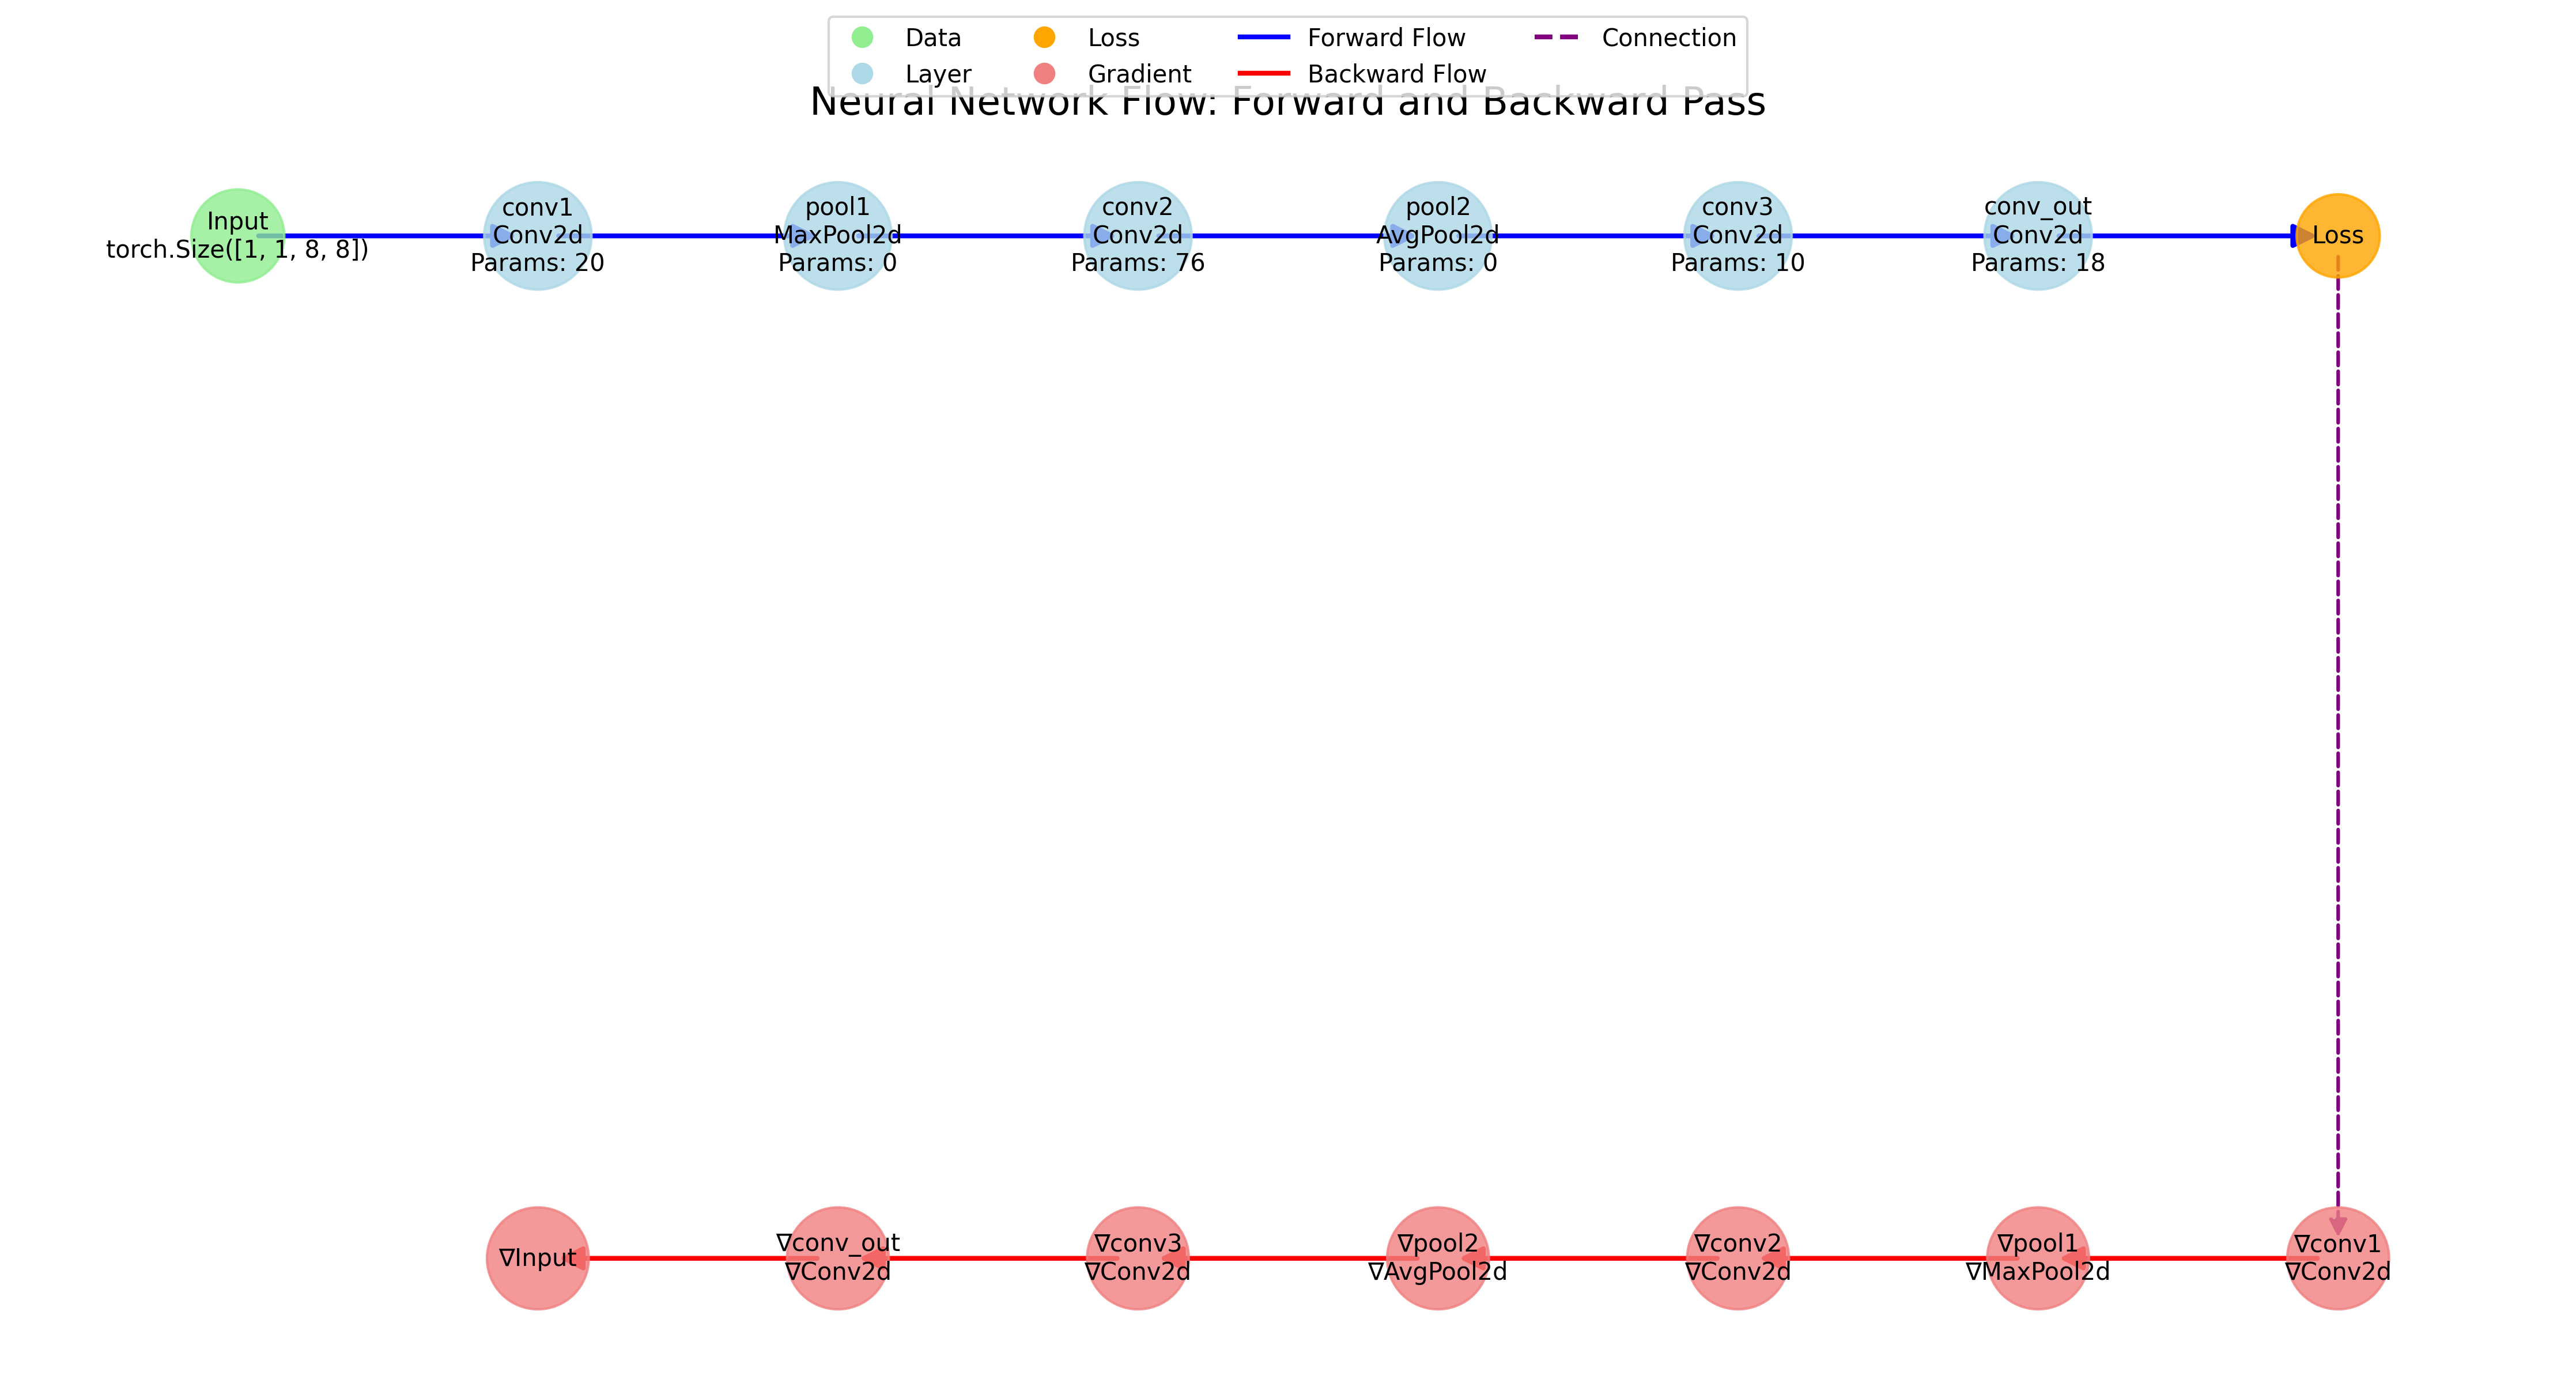 Data
Loss
Forward Flow
Connection
Layer
Gradient
Backward Flow
Neural Network Flow: Forward and Backward Pass
Input
torch.Size([1, 1, 8, 8])
conv1
Conv2d
Params: 20
pool1
MaxPool2d
Params: 0
conv2
Conv2d
Params: 76
pool2
AvgPool2d
Params: 0
conv3
Conv2d
Params: 10
conv_out
Conv2d
Params: 18
Loss
∇Input
∇conv_out
∇Conv2d
∇conv3
∇Conv2d
∇pool2
∇AvgPool2d
∇conv2
∇Conv2d
∇pool1
∇MaxPool2d
∇conv1
∇Conv2d